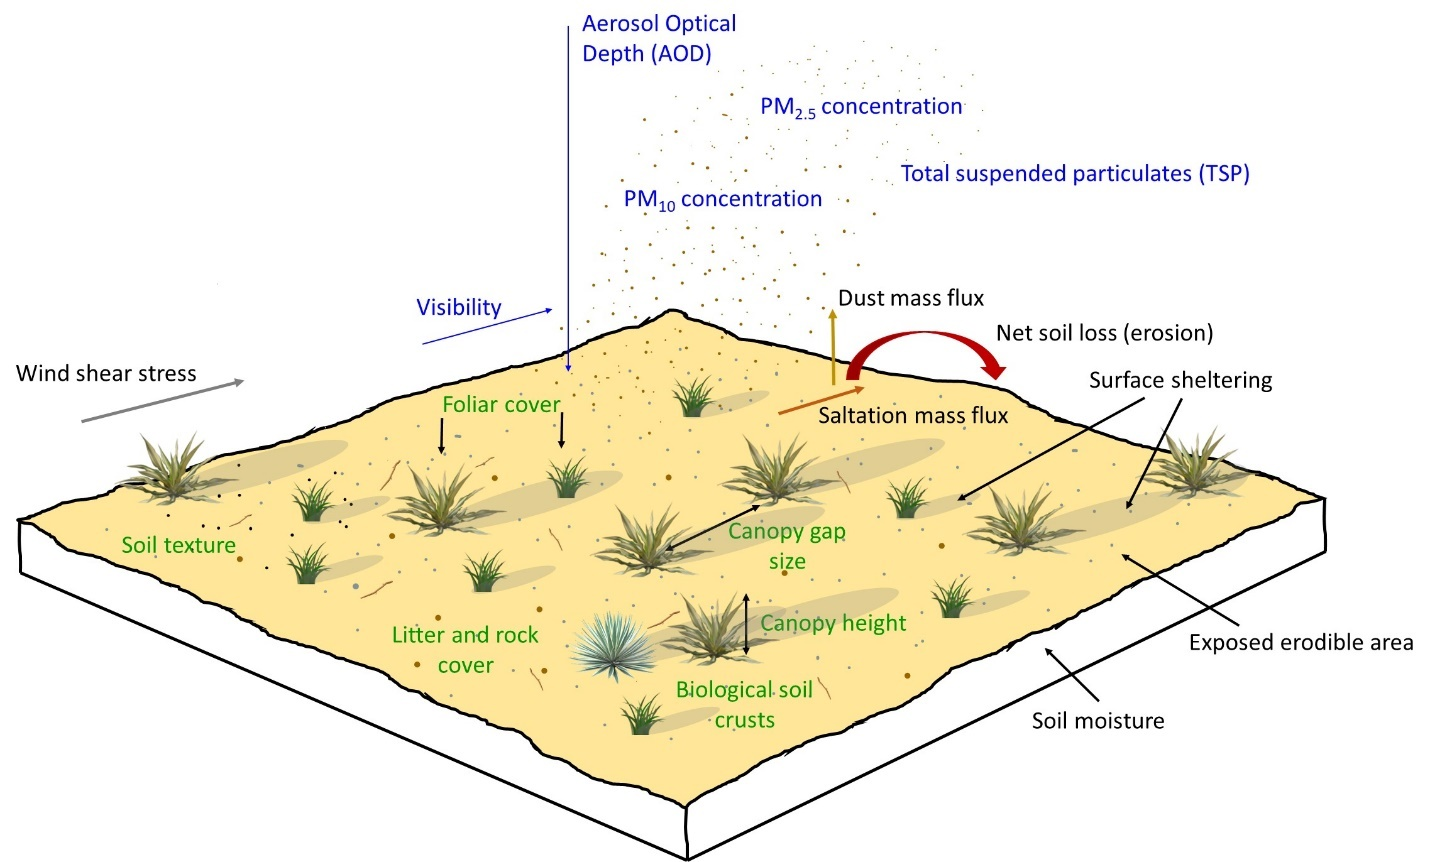 Aerosol Optical
Depth (AOD)
PM2.5 concentration
Total suspended particulates (TSP)
PM10 concentration
Visibility
Dust mass flux
Net soil loss (erosion)
Wind shear stress
Surface sheltering
Foliar cover
Saltation mass flux
Soil texture
Canopy gap
size
Litter and rock
cover
Canopy height
Exposed erodible area
Biological soil
crusts
Soil moisture